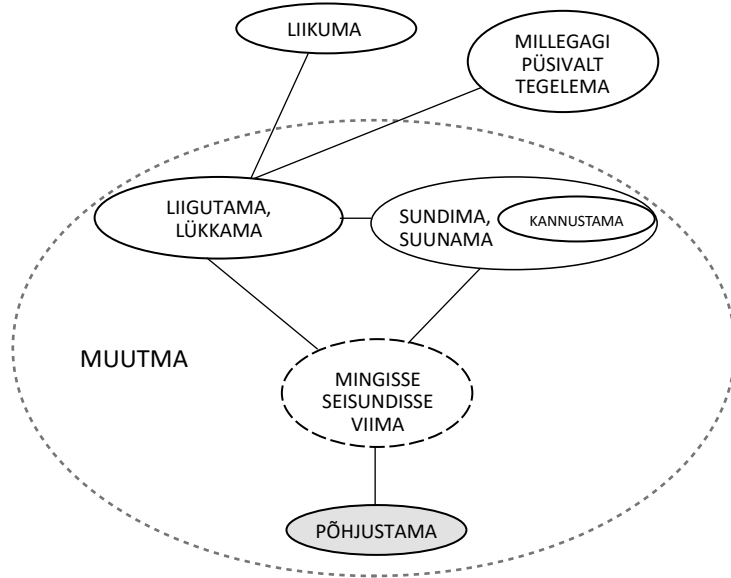 LIIKUMA
MILLEGAGI
PÜSIVALT
TEGELEMA
LIIGUTAMA,
LÜKKAMA
SUNDIMA,
SUUNAMA
KANNUSTAMA
MUUTMA
MINGISSE
SEISUNDISSE
VIIMA
PÕHJUSTAMA